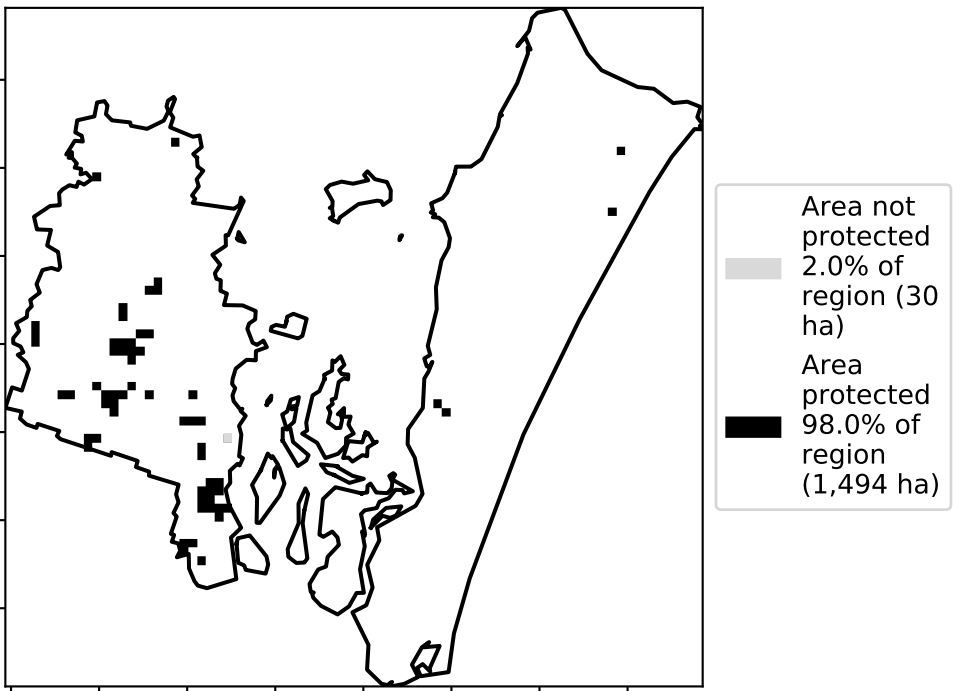 Area not
protected
2.0% of
region (30
ha)
Area
protected
98.0% of
region
(1,494 ha)